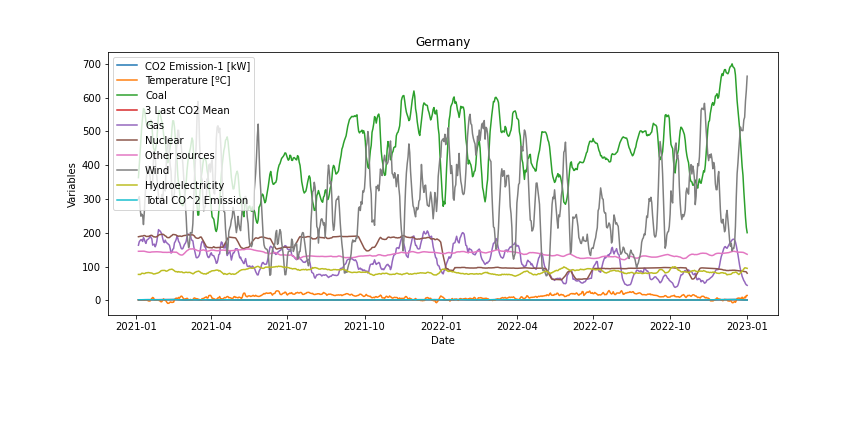 Germany
CO2 Emission-1 [kW]
Temperature [ºC]
Coal
3 Last CO2 Mean
Gas
Nuclear
Other sources
Wind
Hydroelectricity
Total CO^2 Emission
Variables
700
600
500
400
300
200
100
0
2021-01 2021-04 2021-07 2021-10 2022-01 2022-04 2022-07 2022-10 2023-01
Date